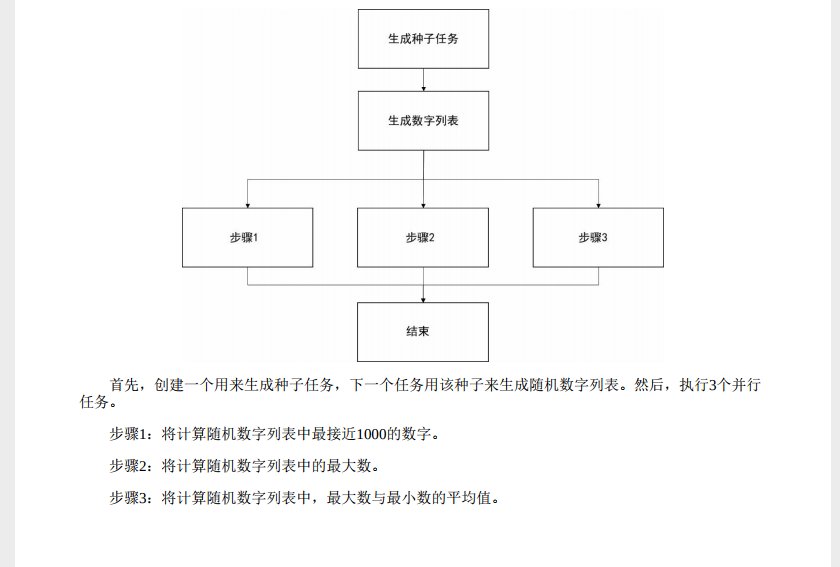 生成种子任务
生成数字列表
步骤1
步骤2
步骤3
结束
首先，创建一个用来生成种子任务，下一个任务用该种子来生成随机数字列表。然后，执行3个并行
任务。
步骤1：将计算随机数字列表中最接近1000的数字。
步骤2：将计算随机数字列表中的最大数。
步骤3：将计算随机数字列表中，最大数与最小数的平均值。